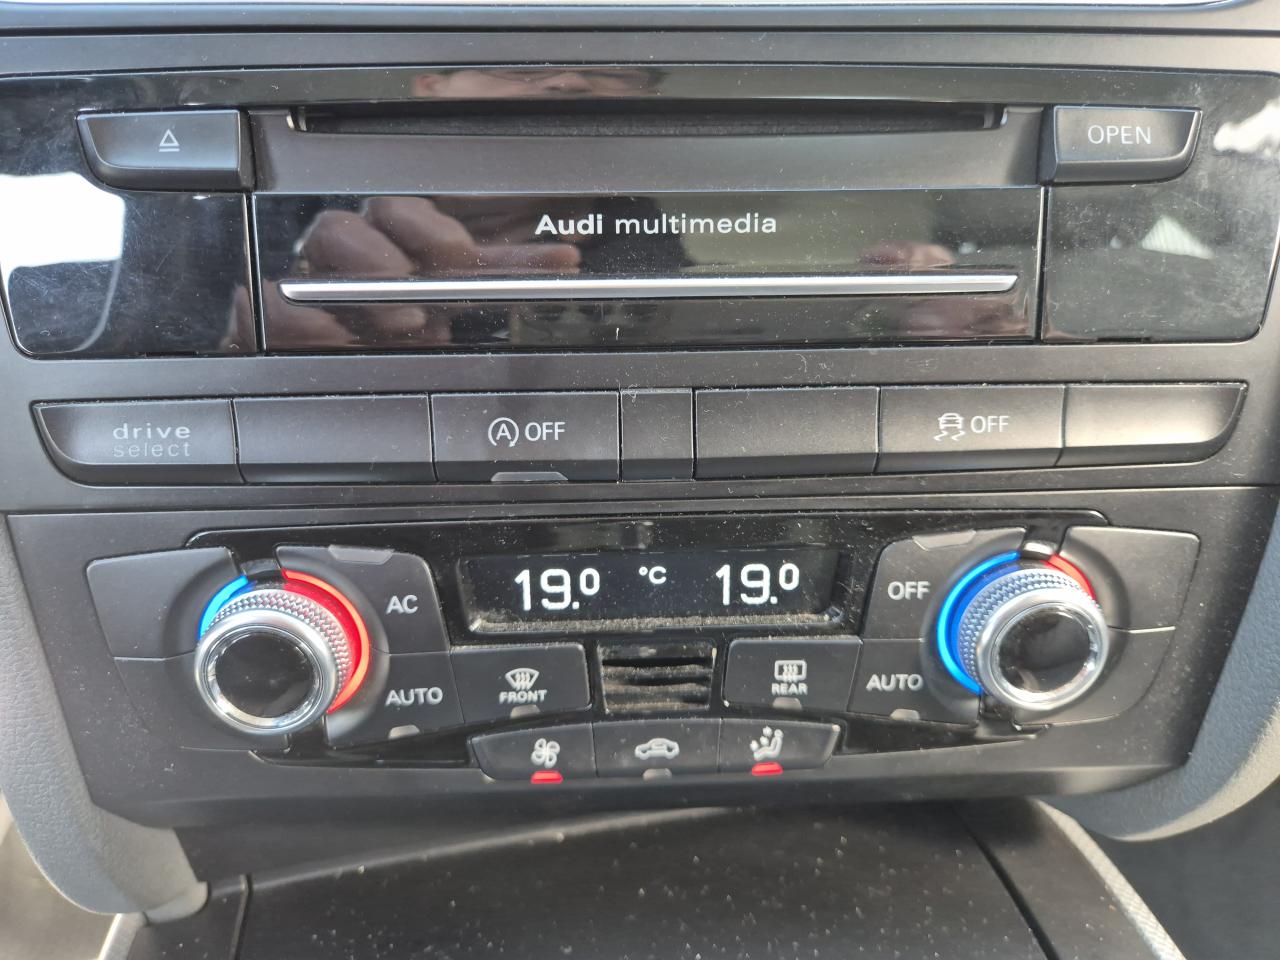 OPEN
Audi multimedia
drive
select
A OFF
OFF
19.0 °C 19.0
AC
OFF
AUTO
FRONT
REAR
AUTO